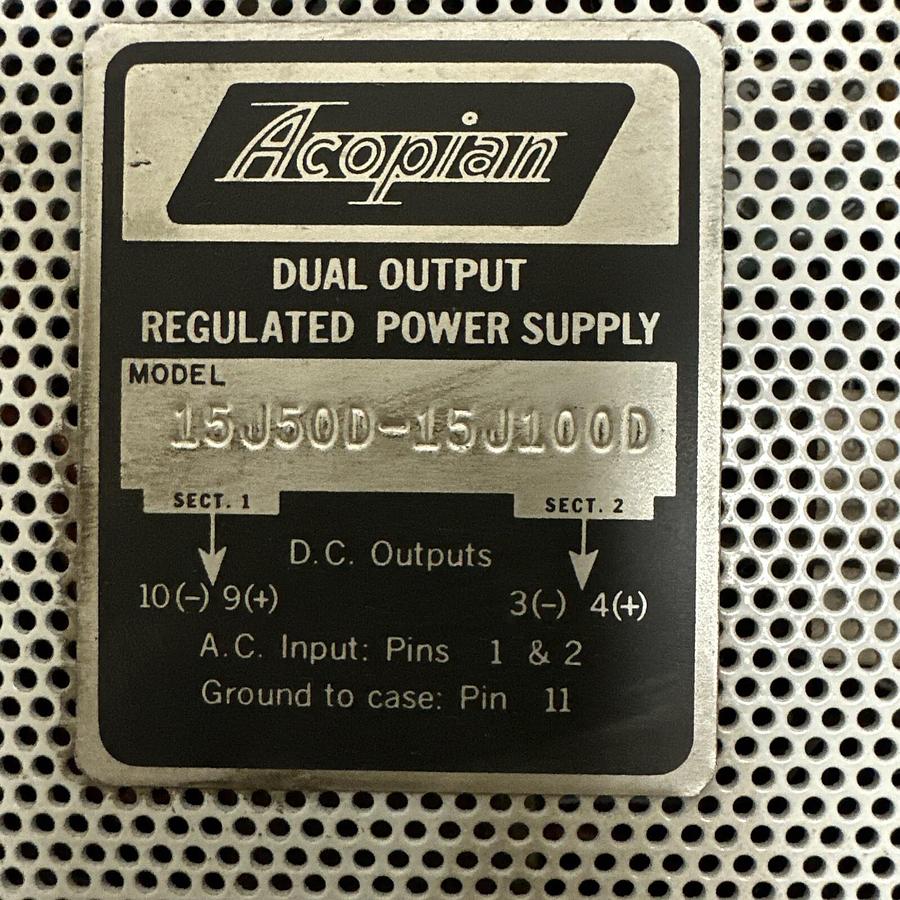 Acopian
DUAL OUTPUT
REGULATED POWER SUPPLY
MODEL
15J50D-15J100D
SECT. 1 SECT. 2
D.C. Outputs
10(-) 9(+) 3(-) 4(+)
A.C. Input: Pins 1 & 2
Ground to case: Pin 11